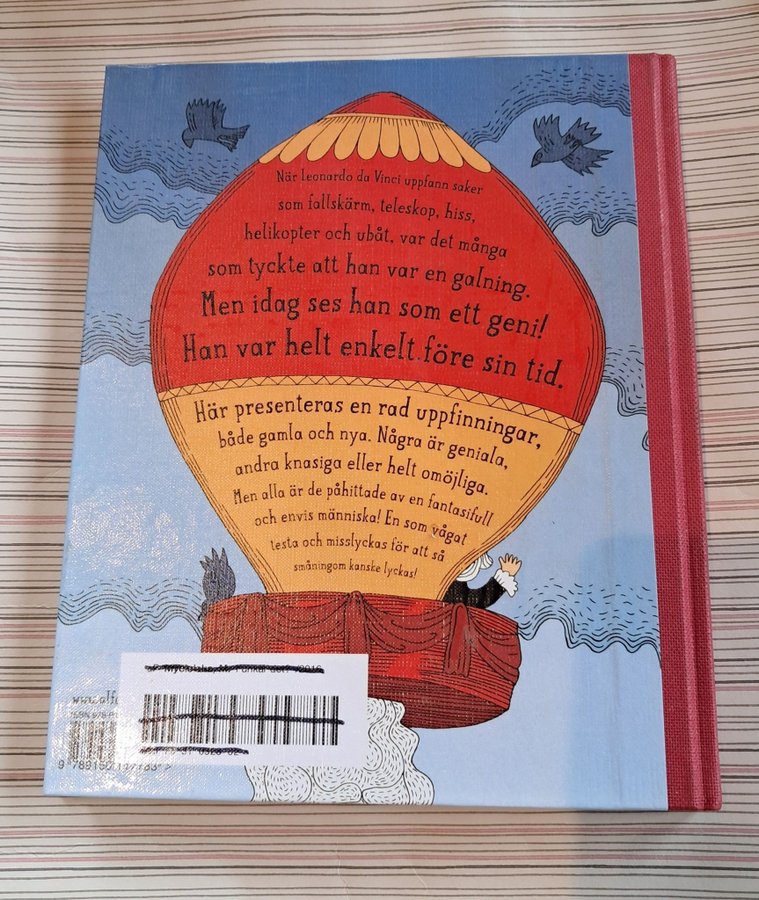 När Leonardo da Vinci uppfann saker
som fallskärm, teleskop, hiss,
helikopter och ubåt, var det många
som tyckte att han var en galning.
Men idag ses han som ett geni!
Han var helt enkelt före sin tid.
Här presenteras en rad uppfinningar,
både gamla och nya. Några är geniala,
andra knasiga eller helt omöjliga.
Men alla är de påhittade av en fantasifull
och envis människa! En som vågat
testa och misslyckas för att så
småningom kanske lyckas!
www.alf
ISBN 978